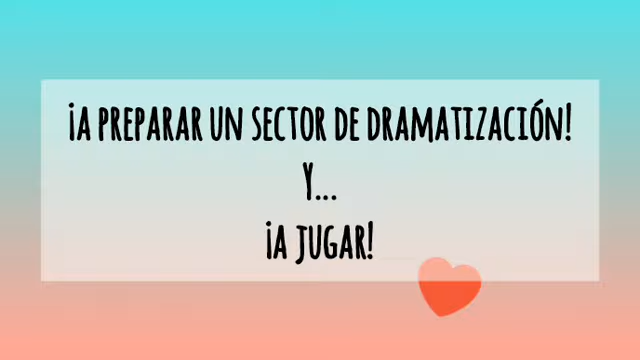 ¡A PREPARAR UN SECTOR DE DRAMATIZACIÓN!
Y...
¡A JUGAR!